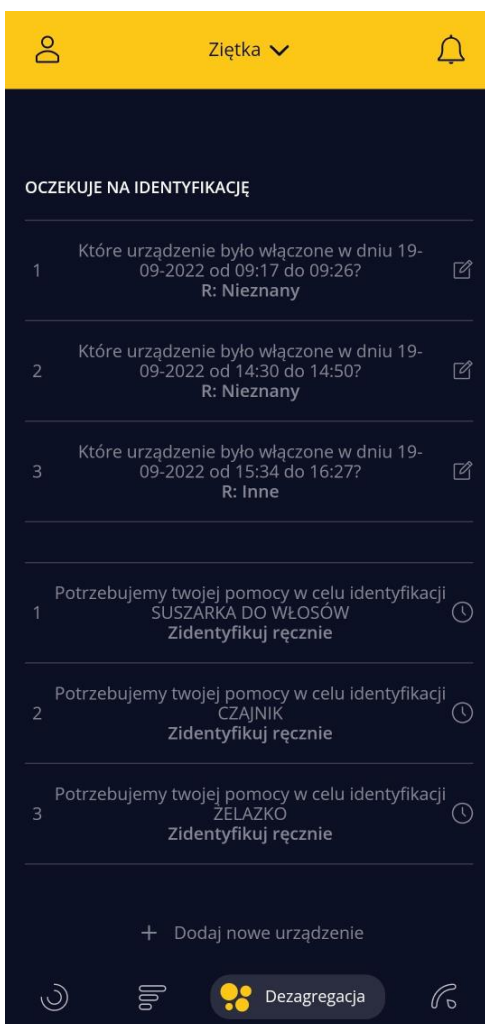 Ziętka
OCZEKUJE NA IDENTYFIKACJĘ
Które urządzenie było włączone w dniu 19-
1
09-2022 od 09:17 do 09:26?
R: Nieznany
Które urządzenie było włączone w dniu 19-
2
09-2022 od 14:30 do 14:50?
R: Nieznany
Które urządzenie było włączone w dniu 19-
3
09-2022 od 15:34 do 16:27?
R: Inne
Potrzebujemy twojej pomocy w celu identyfikacji
1
SUSZARKA DO WŁOSÓW
Zidentyfikuj ręcznie
Potrzebujemy twojej pomocy w celu identyfikacji
2
CZAJNIK
Zidentyfikuj ręcznie
Potrzebujemy twojej pomocy w celu identyfikacji
3
ŻELAZKO
Zidentyfikuj ręcznie
+ Dodaj nowe urządzenie
Dezagregacja